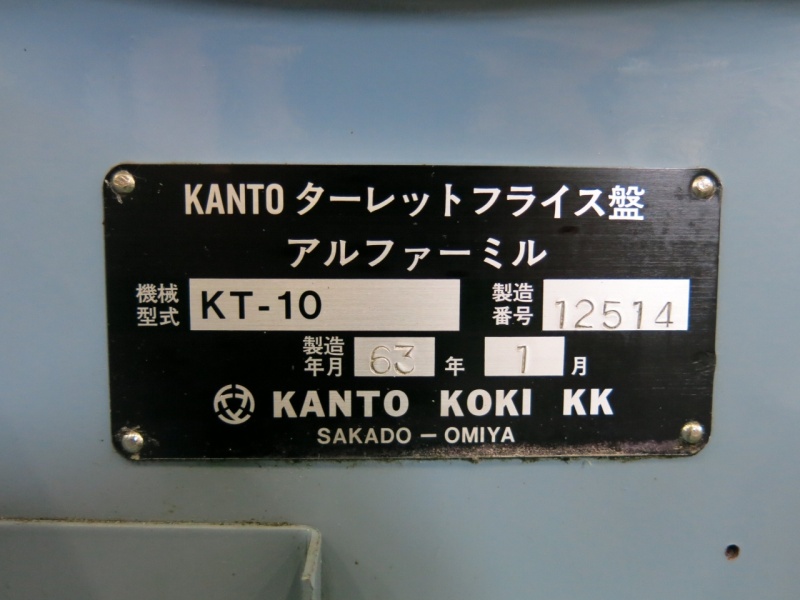 KANTO ターレットフライス盤
アルファーミル
機械型式 KT-10 製造番号 12514
製造年月 63年 1月
KANTO KOKI KK
SAKADO – OMIYA